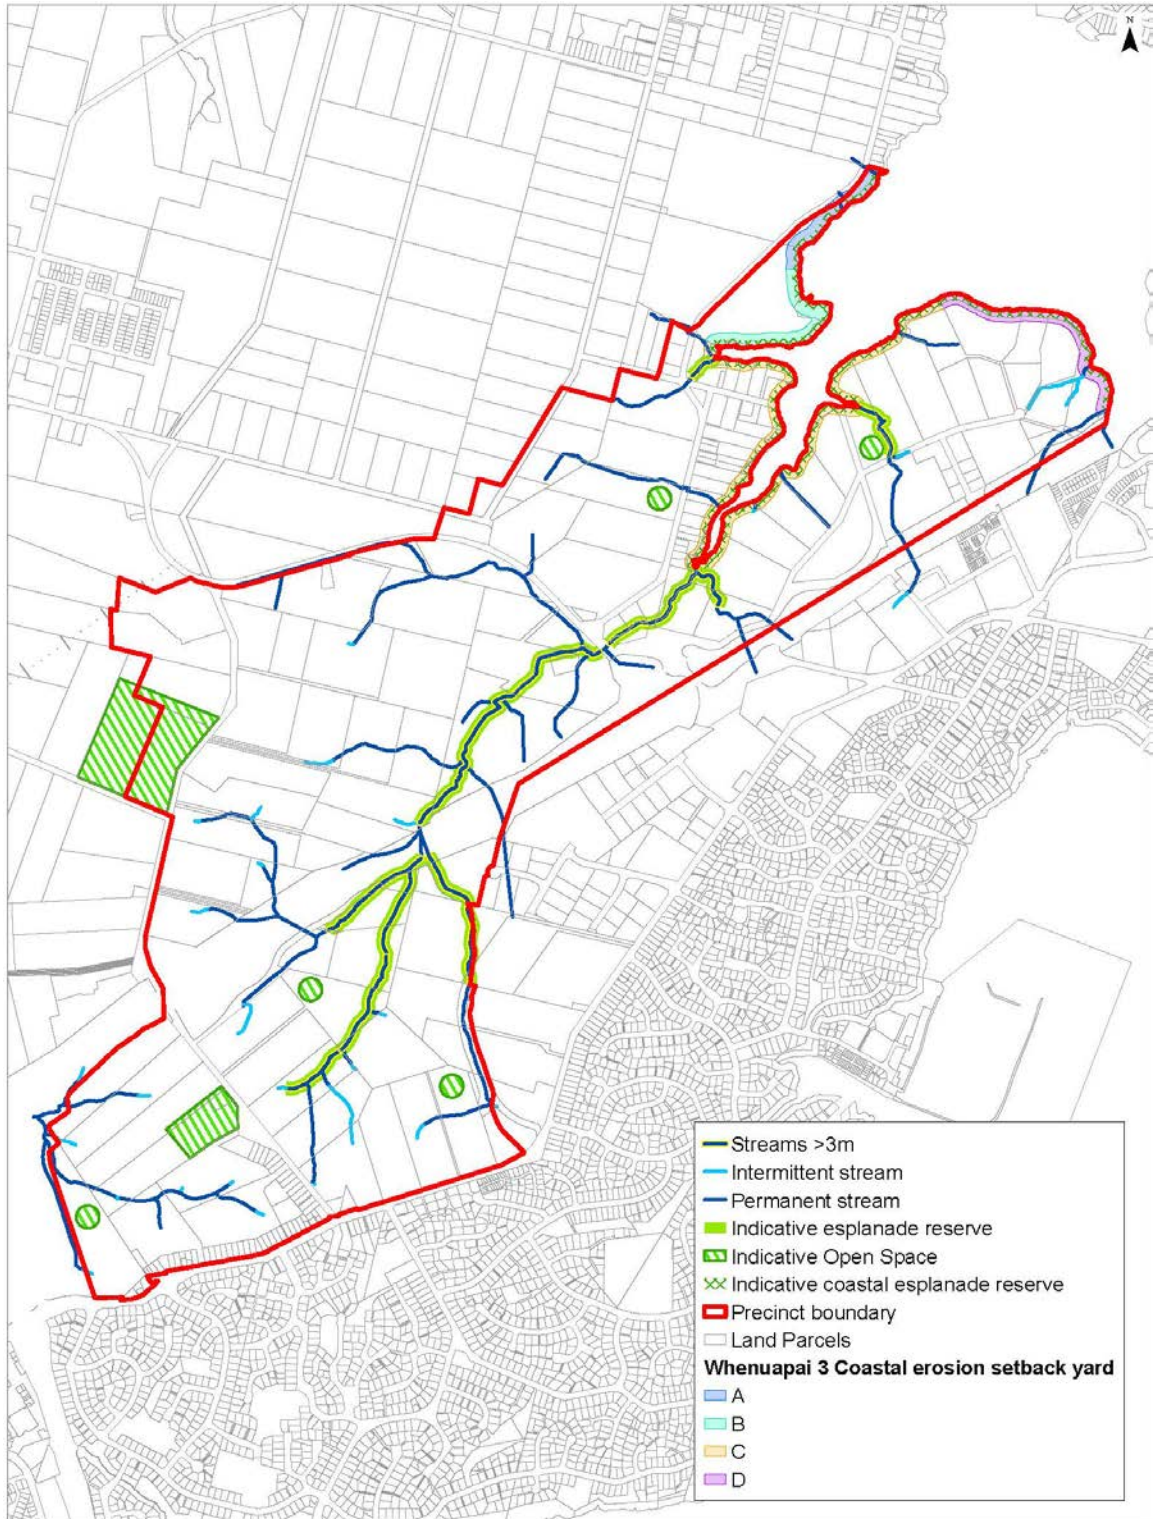 N
Streams >3m
Intermittent stream
Permanent stream
Indicative esplanade reserve
Indicative Open Space
Indicative coastal esplanade reserve
Precinct boundary
Land Parcels
Whenuapai 3 Coastal erosion setback yard
A
B
C
D